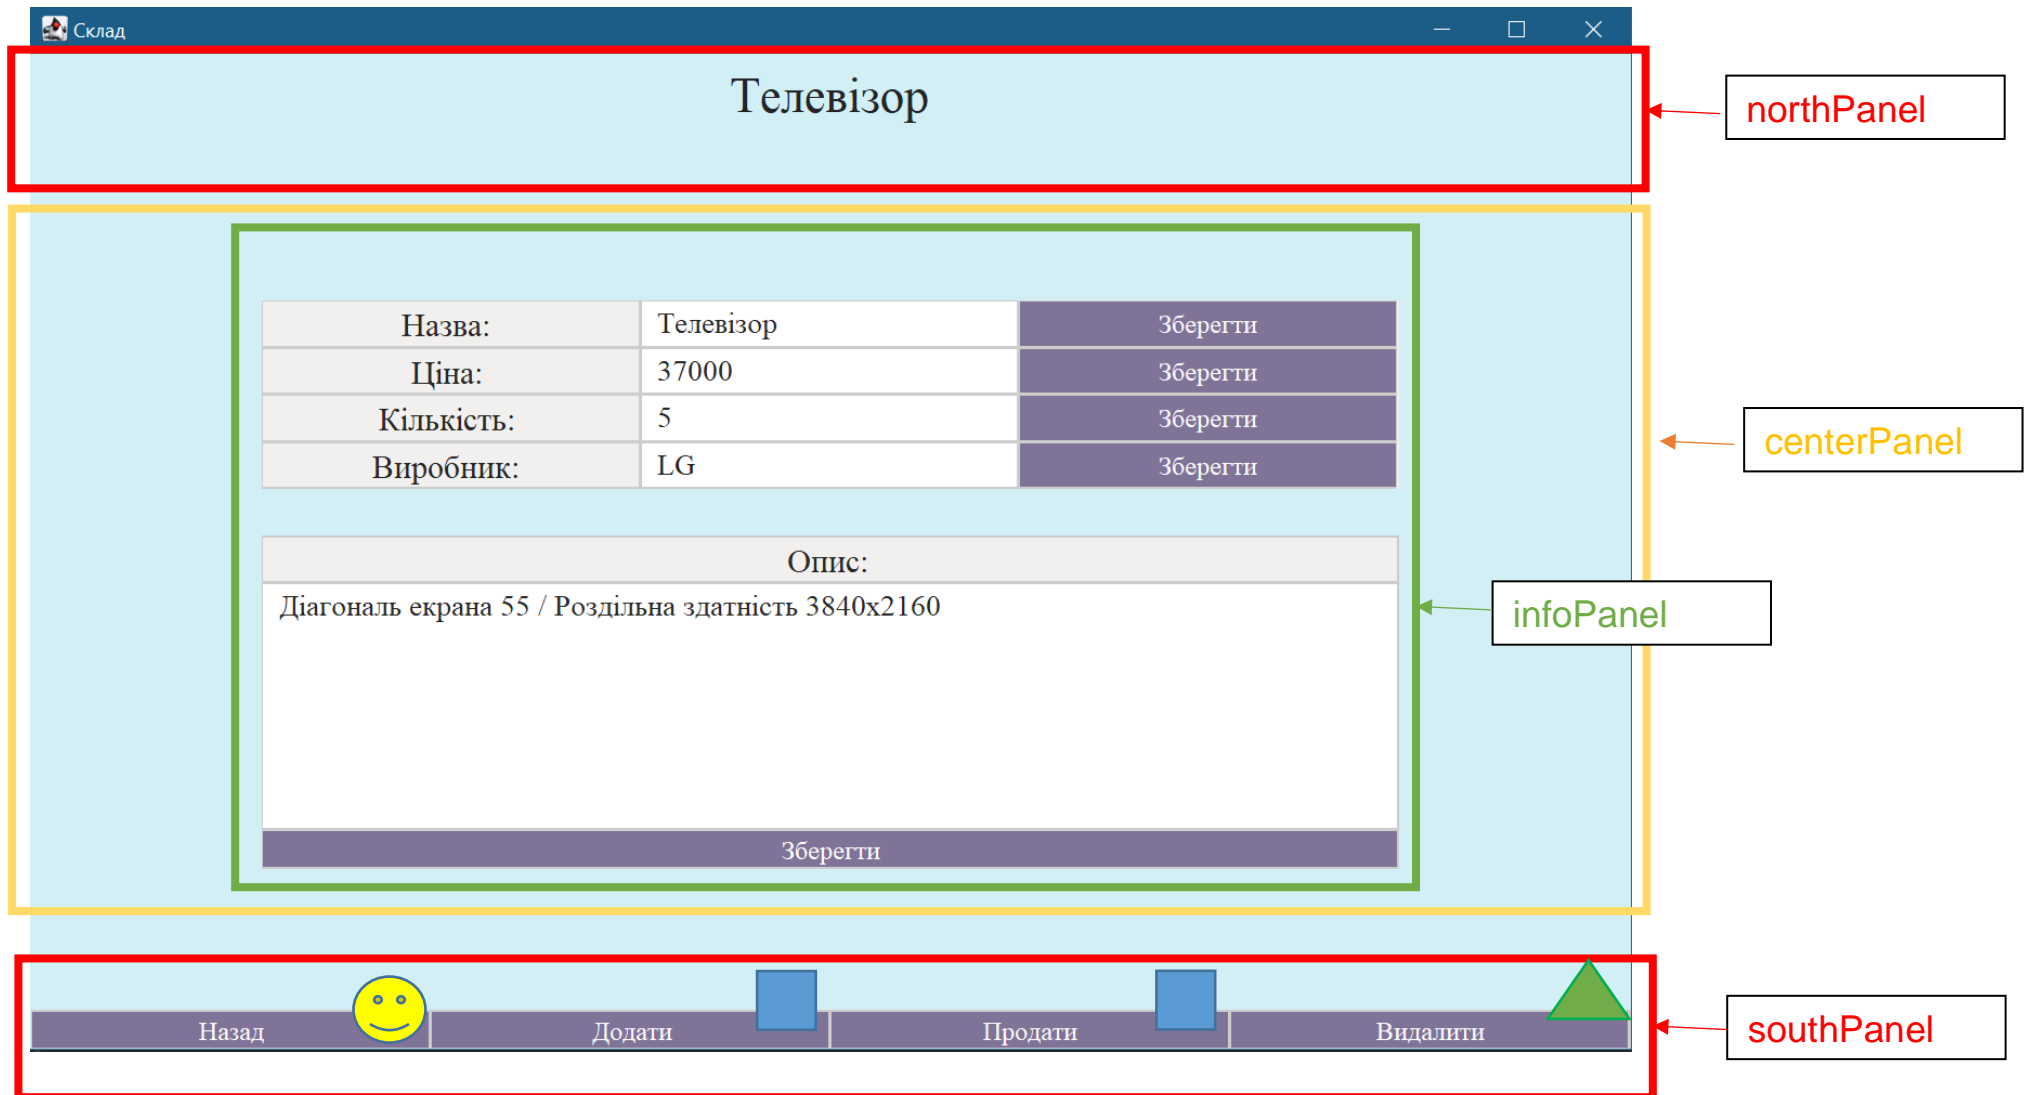 Склад
Телевізор
northPanel
Назва: Телевізор Зберегти
Ціна: 37000 Зберегти
Кількість: 5 Зберегти
Виробник: LG Зберегти
centerPanel
Опис:
Діагональ екрана 55 / Роздільна здатність 3840x2160
infoPanel
Зберегти
Назад Додати Продати Видалити
southPanel